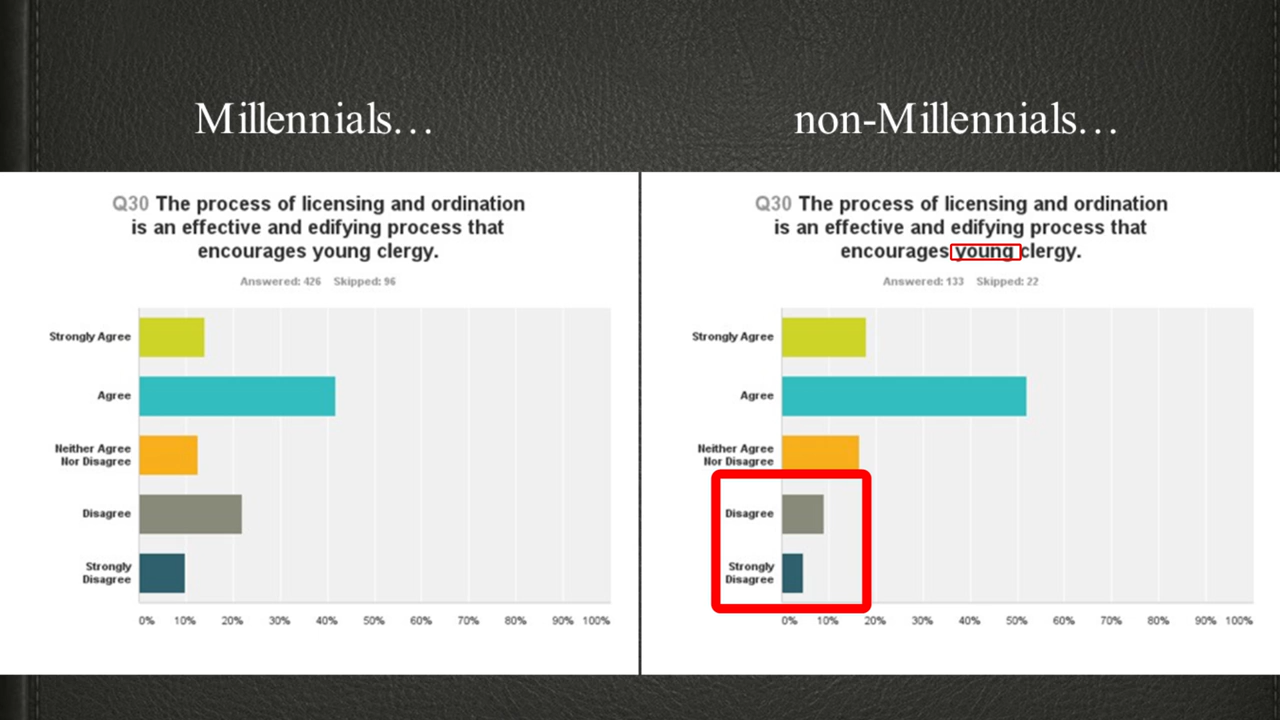 Millennials…
Q30 The process of licensing and ordination
is an effective and edifying process that
encourages young clergy.
Answered: 426 Skipped: 96
Strongly Agree
Agree
Neither Agree
Nor Disagree
Disagree
Strongly
Disagree
0% 10% 20% 30% 40% 50% 60% 70% 80% 90% 100%
non-Millennials…
Q30 The process of licensing and ordination
is an effective and edifying process that
encourages young clergy.
Answered: 133 Skipped: 22
Strongly Agree
Agree
Neither Agree
Nor Disagree
Disagree
Strongly
Disagree
0% 10% 20% 30% 40% 50% 60% 70% 80% 90% 100%